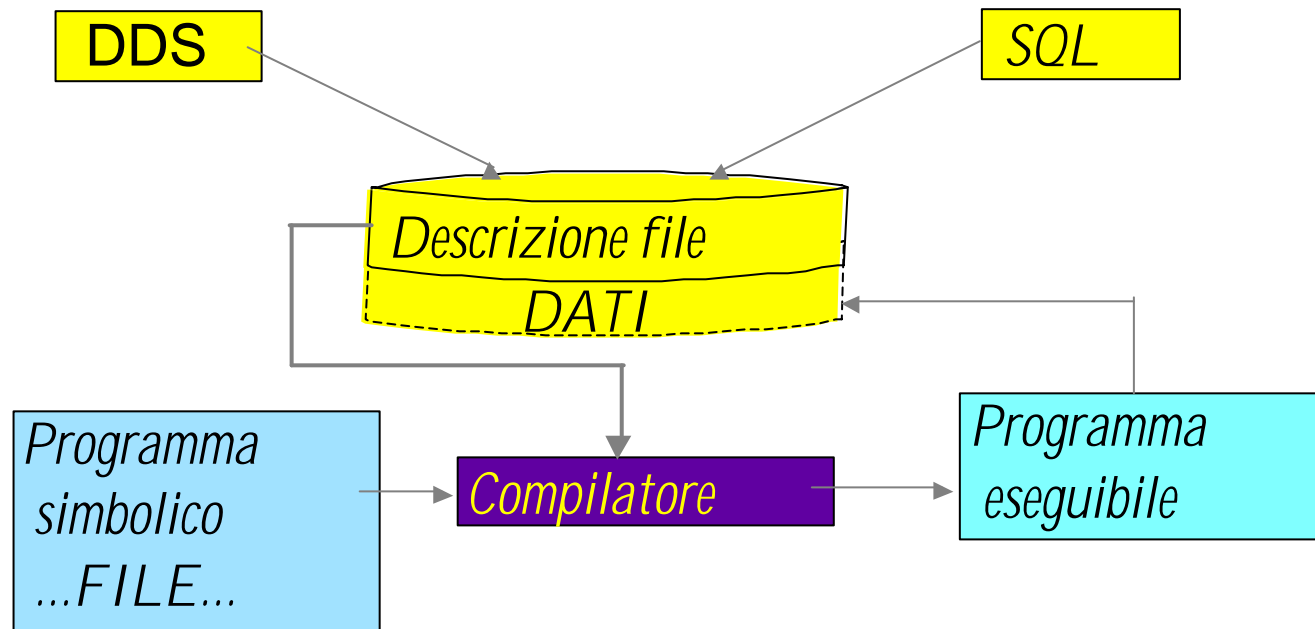 DDS
SQL
Descrizione file
DATI
Programma
simbolico
...FILE...
Compilatore
Programma
eseguibile